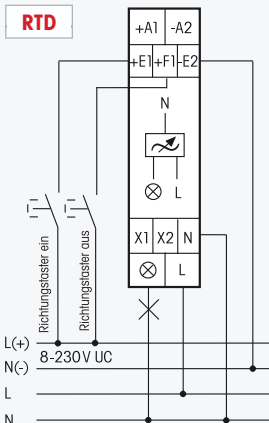 RTD
+A1 -A2
+E1 +F1 -E2
N
L
X1 X2 N
L
Richtungstaster ein
Richtungstaster aus
L(+)
8-230V UC
N(-)
L
N